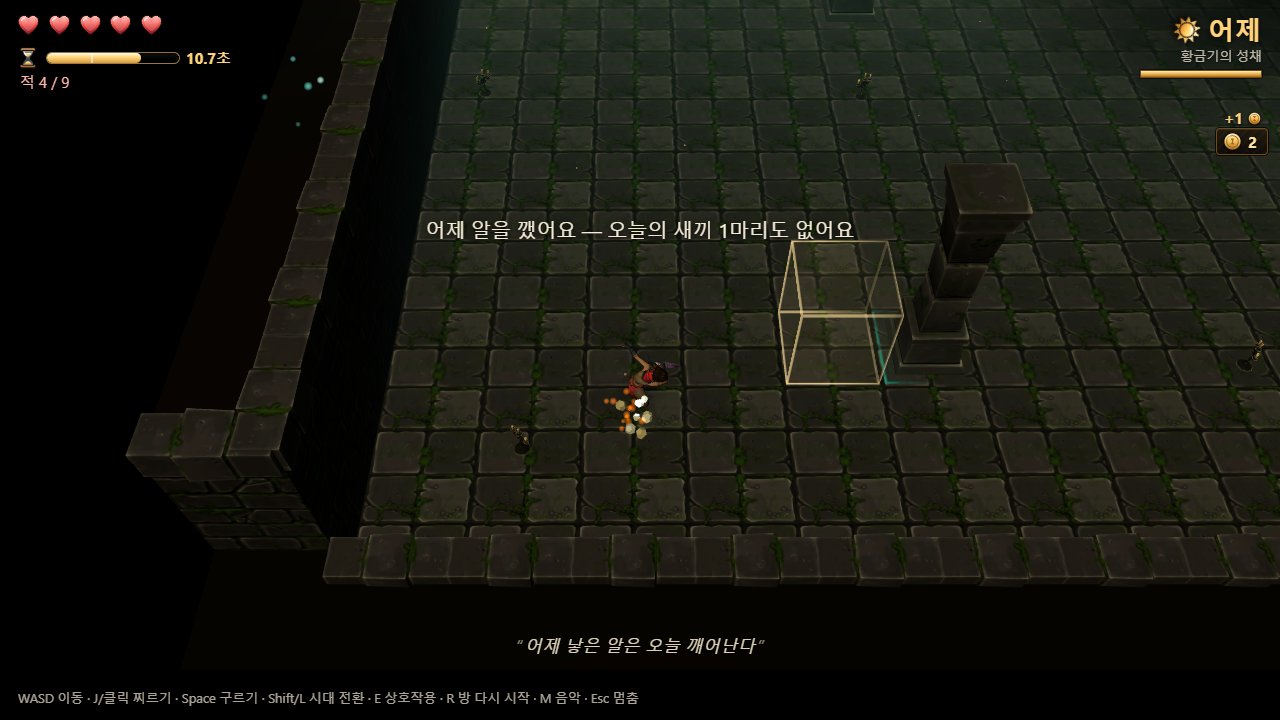 10.7초
적 4 / 9
어제
황금기의 성채
+1
2
어제 알을 깼어요 — 오늘의 새끼 1마리도 없어요
“어제 낳은 알은 오늘 깨어난다”
WASD 이동 · J/클릭 찌르기 · Space 구르기 · Shift/L 시대 전환 · E 상호작용 · R 방 다시 시작 · M 음악 · Esc 멈춤